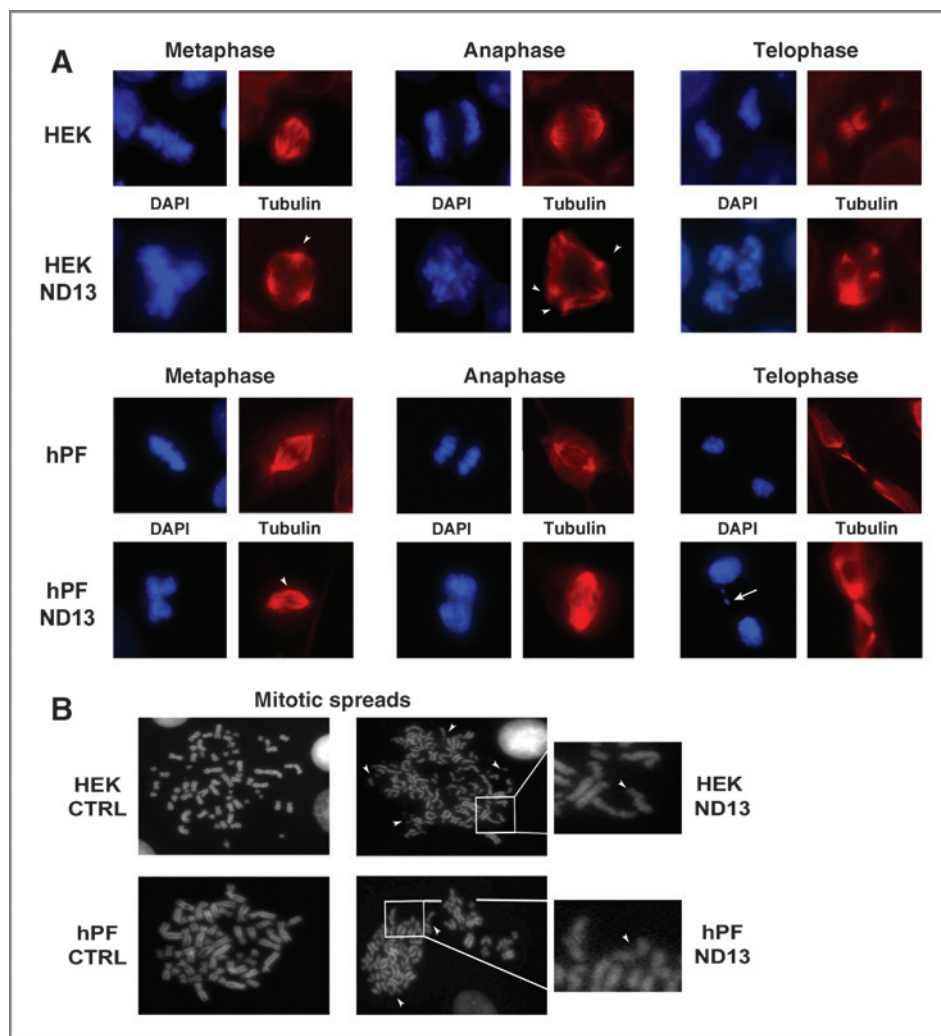 A
Metaphase Anaphase Telophase
HEK
DAPI Tubulin DAPI Tubulin DAPI Tubulin
HEK
ND13
Metaphase Anaphase Telophase
hPF
DAPI Tubulin DAPI Tubulin DAPI Tubulin
hPF
ND13
B
Mitotic spreads
HEK
CTRL
HEK
ND13
hPF
CTRL
hPF
ND13